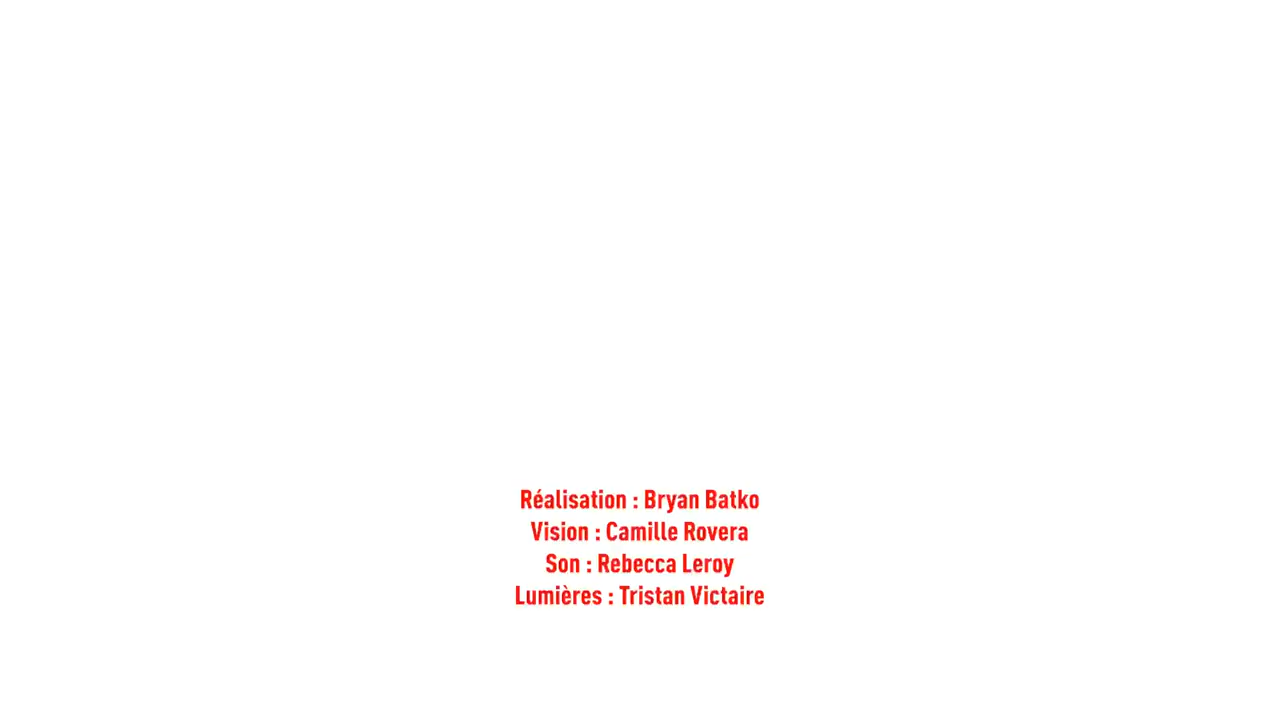 Réalisation : Bryan Batko
Vision : Camille Rovera
Son : Rebecca Leroy
Lumières : Tristan Victaire